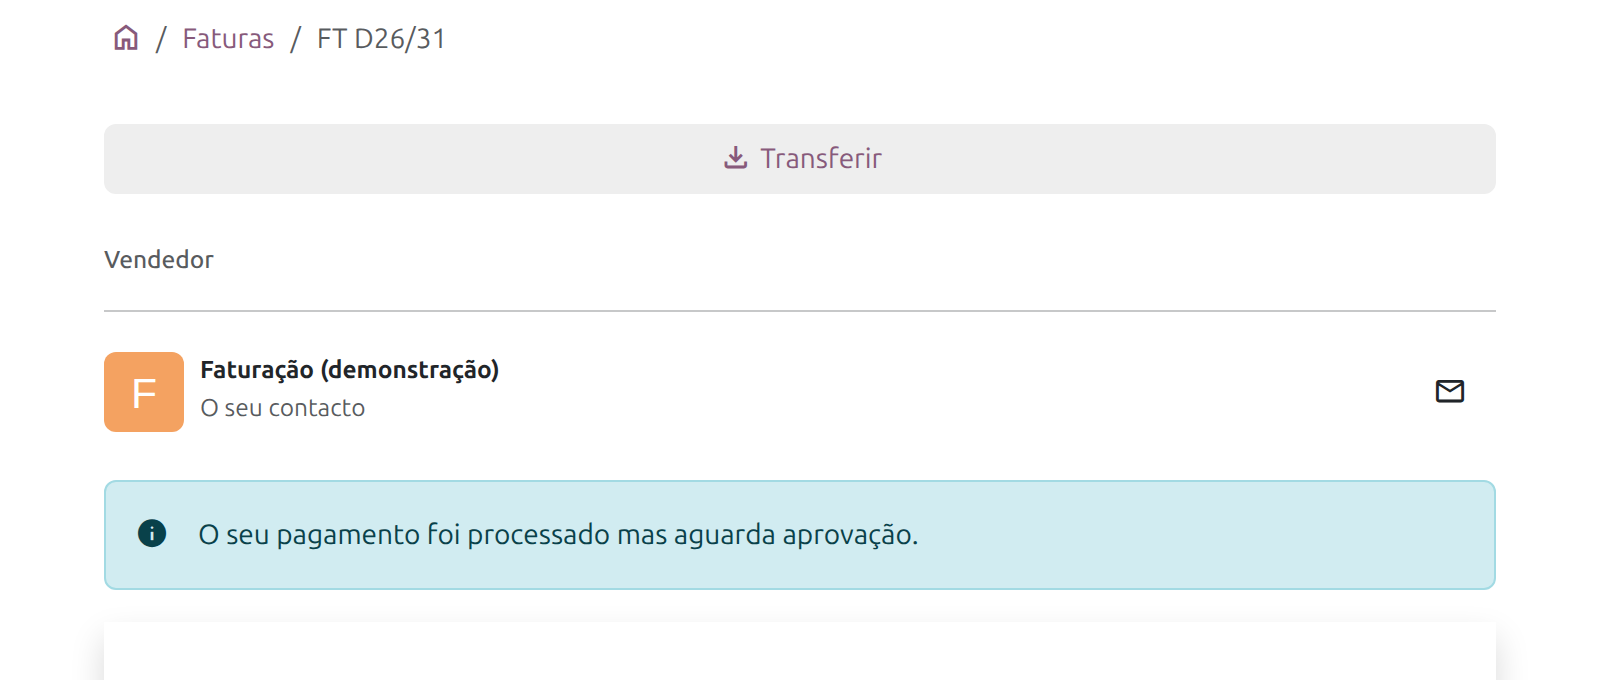 / Faturas / FT D26/31
Transferir
Vendedor
F
Faturação (demonstração)
O seu contacto
O seu pagamento foi processado mas aguarda aprovação.